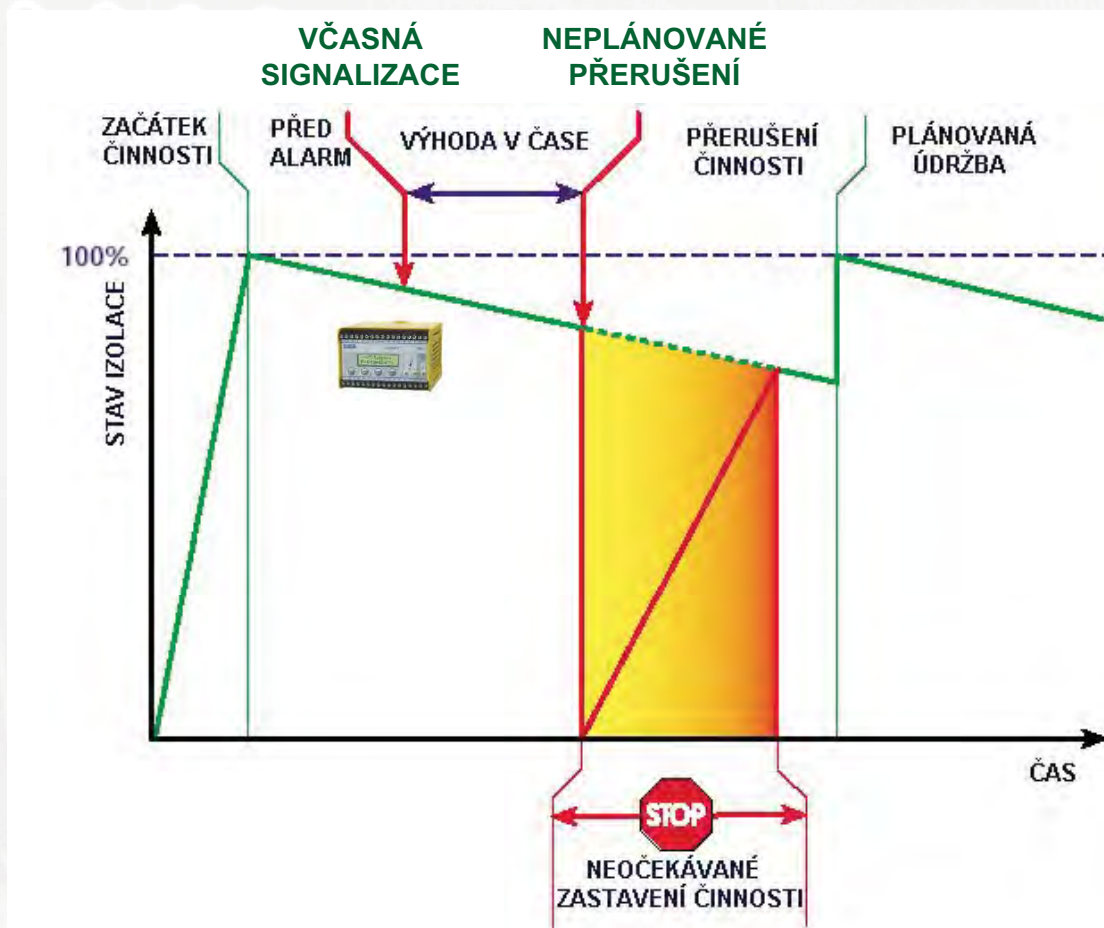 VČASNÁ
SIGNALIZACE
NEPLÁNOVANÉ
PŘERUŠENÍ
ZAČÁTEK
ČINNOSTI
PŘED
ALARM
VÝHODA V ČASE
PŘERUŠENÍ
ČINNOSTI
PLÁNOVANÁ
ÚDRŽBA
100%
STAV IZOLACE
ČAS
STOP
NEOČEKÁVANÉ
ZASTAVENÍ ČINNOSTI